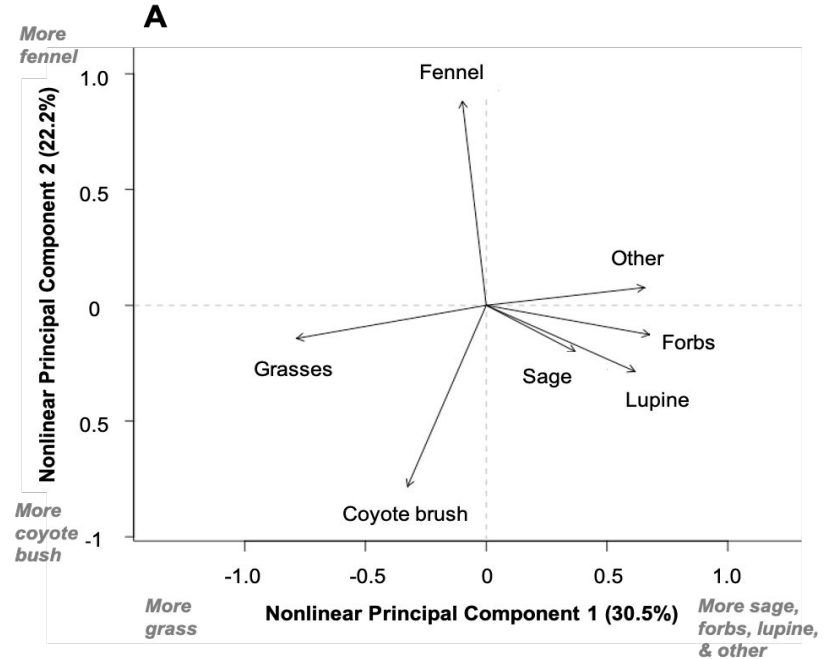 A
More
fennel
Nonlinear Principal Component 2 (22.2%)
1.0
0.5
0
0.5
-1
Fennel
Other
Forbs
Sage
Lupine
Grasses
Coyote brush
More
coyote
bush
-1.0
-0.5
0
0.5
1.0
More
grass
Nonlinear Principal Component 1 (30.5%)
More sage,
forbs, lupine,
& other